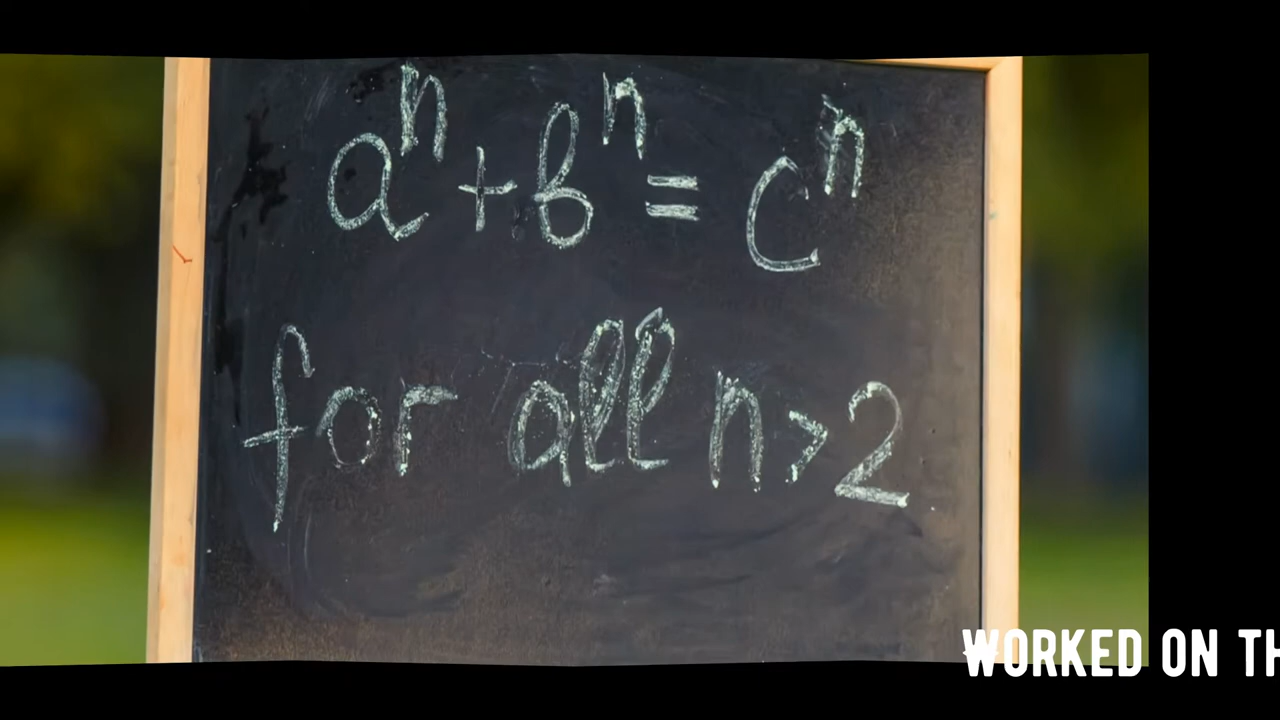 aⁿ + bⁿ = cⁿ
for all n > 2
WORKED ON TH